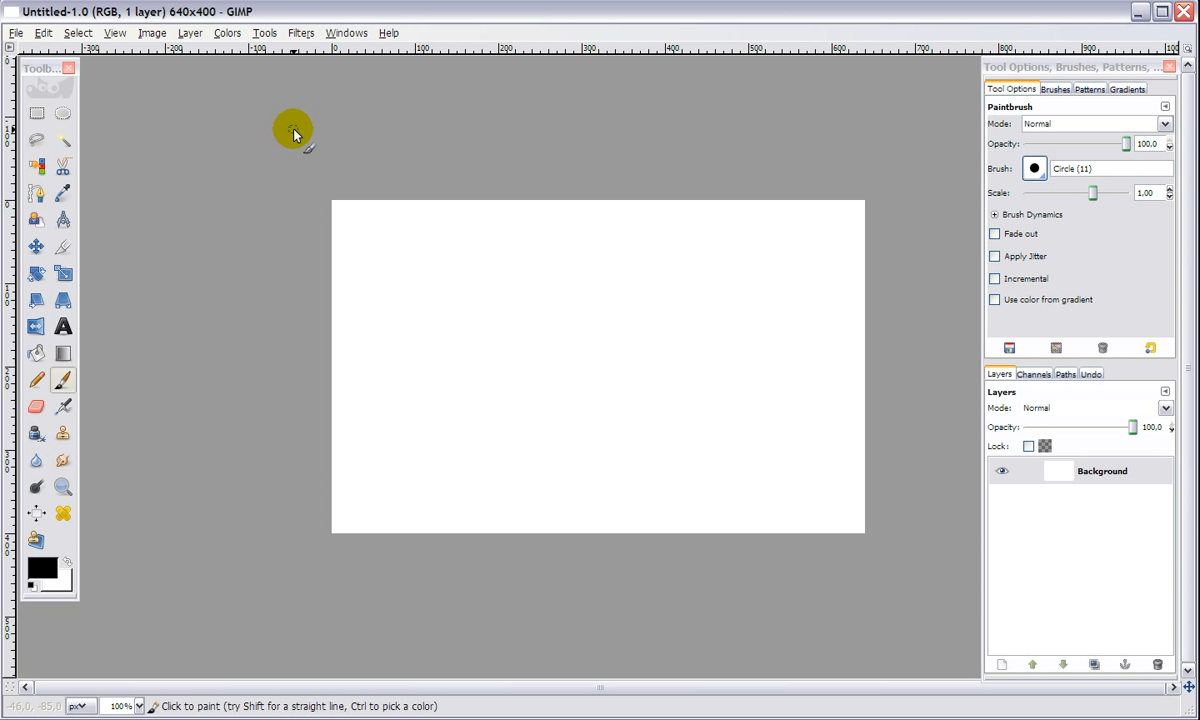 Untitled-1.0 (RGB, 1 layer) 640x400 - GIMP
File Edit Select View Image Layer Colors Tools Filters Windows Help
-300 -200 -100 0 100 200 300 400 500 600 700 800 900 100
Toolb...
Tool Options, Brushes, Patterns, ...
Tool Options Brushes Patterns Gradients
Paintbrush
Mode: Normal
Opacity: 100,0
Brush: Circle (11)
Scale: 1,00
Brush Dynamics
Fade out
Apply Jitter
Incremental
Use color from gradient
Layers Channels Paths Undo
Layers
Mode: Normal
Opacity: 100,0
Lock:
Background
-46,0, -85,0 px 100% Click to paint (try Shift for a straight line, Ctrl to pick a color)